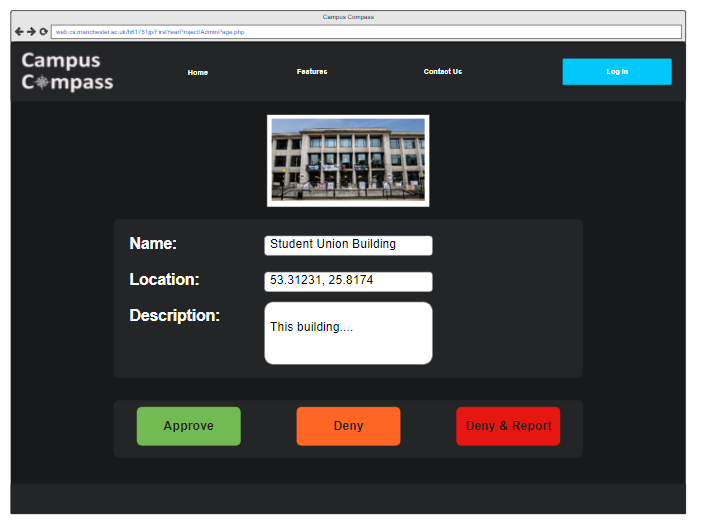 Campus Compass
web.cs.manchester.ac.uk/h61781jp/FirstYearProject/AdminPage.php
Campus
Compass
Home
Features
Contact Us
Log In
Name:
Student Union Building
Location:
53.31231, 25.8174
Description:
This building....
Approve
Deny
Deny & Report